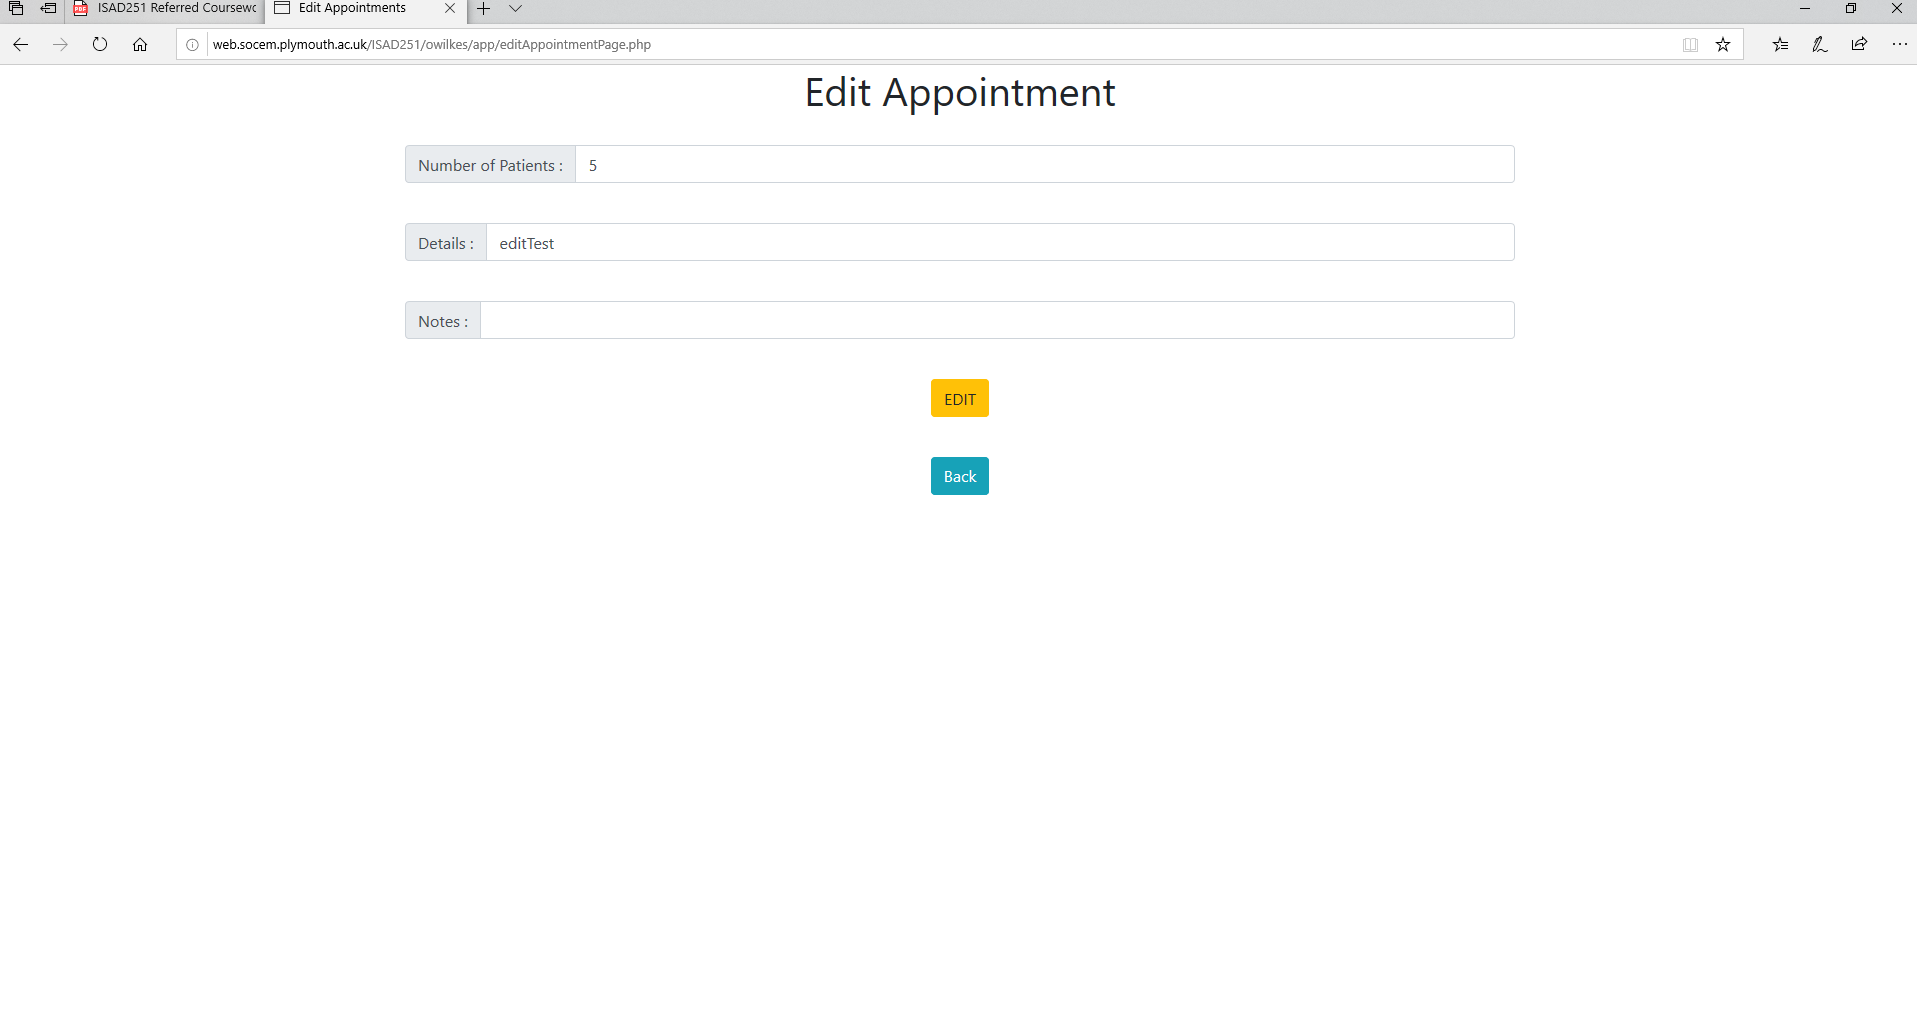 ISAD251 Referred Coursewo
Edit Appointments
web.socem.plymouth.ac.uk/ISAD251/owilkes/app/editAppointmentPage.php
Edit Appointment
Number of Patients : 5
Details : editTest
Notes :
EDIT
Back